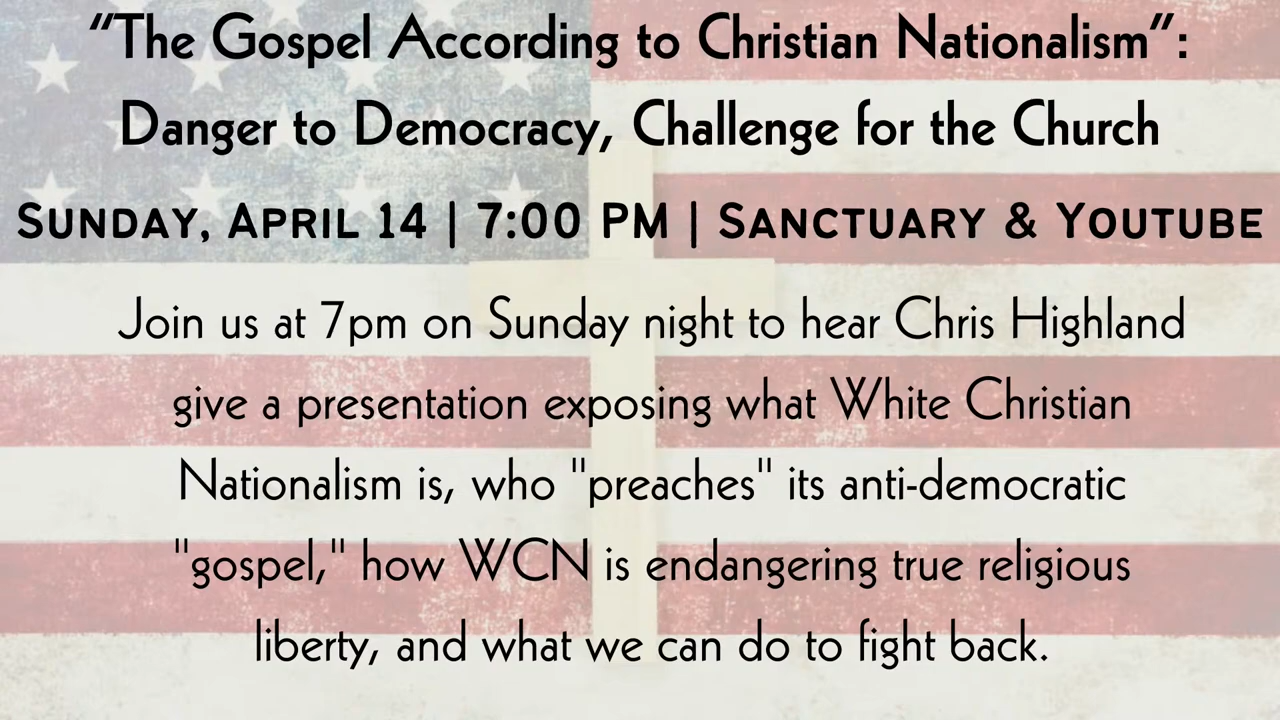 “The Gospel According to Christian Nationalism”:
Danger to Democracy, Challenge for the Church
Sunday, April 14 | 7:00 PM | Sanctuary & Youtube
Join us at 7pm on Sunday night to hear Chris Highland
give a presentation exposing what White Christian
Nationalism is, who "preaches" its anti-democratic
"gospel," how WCN is endangering true religious
liberty, and what we can do to fight back.